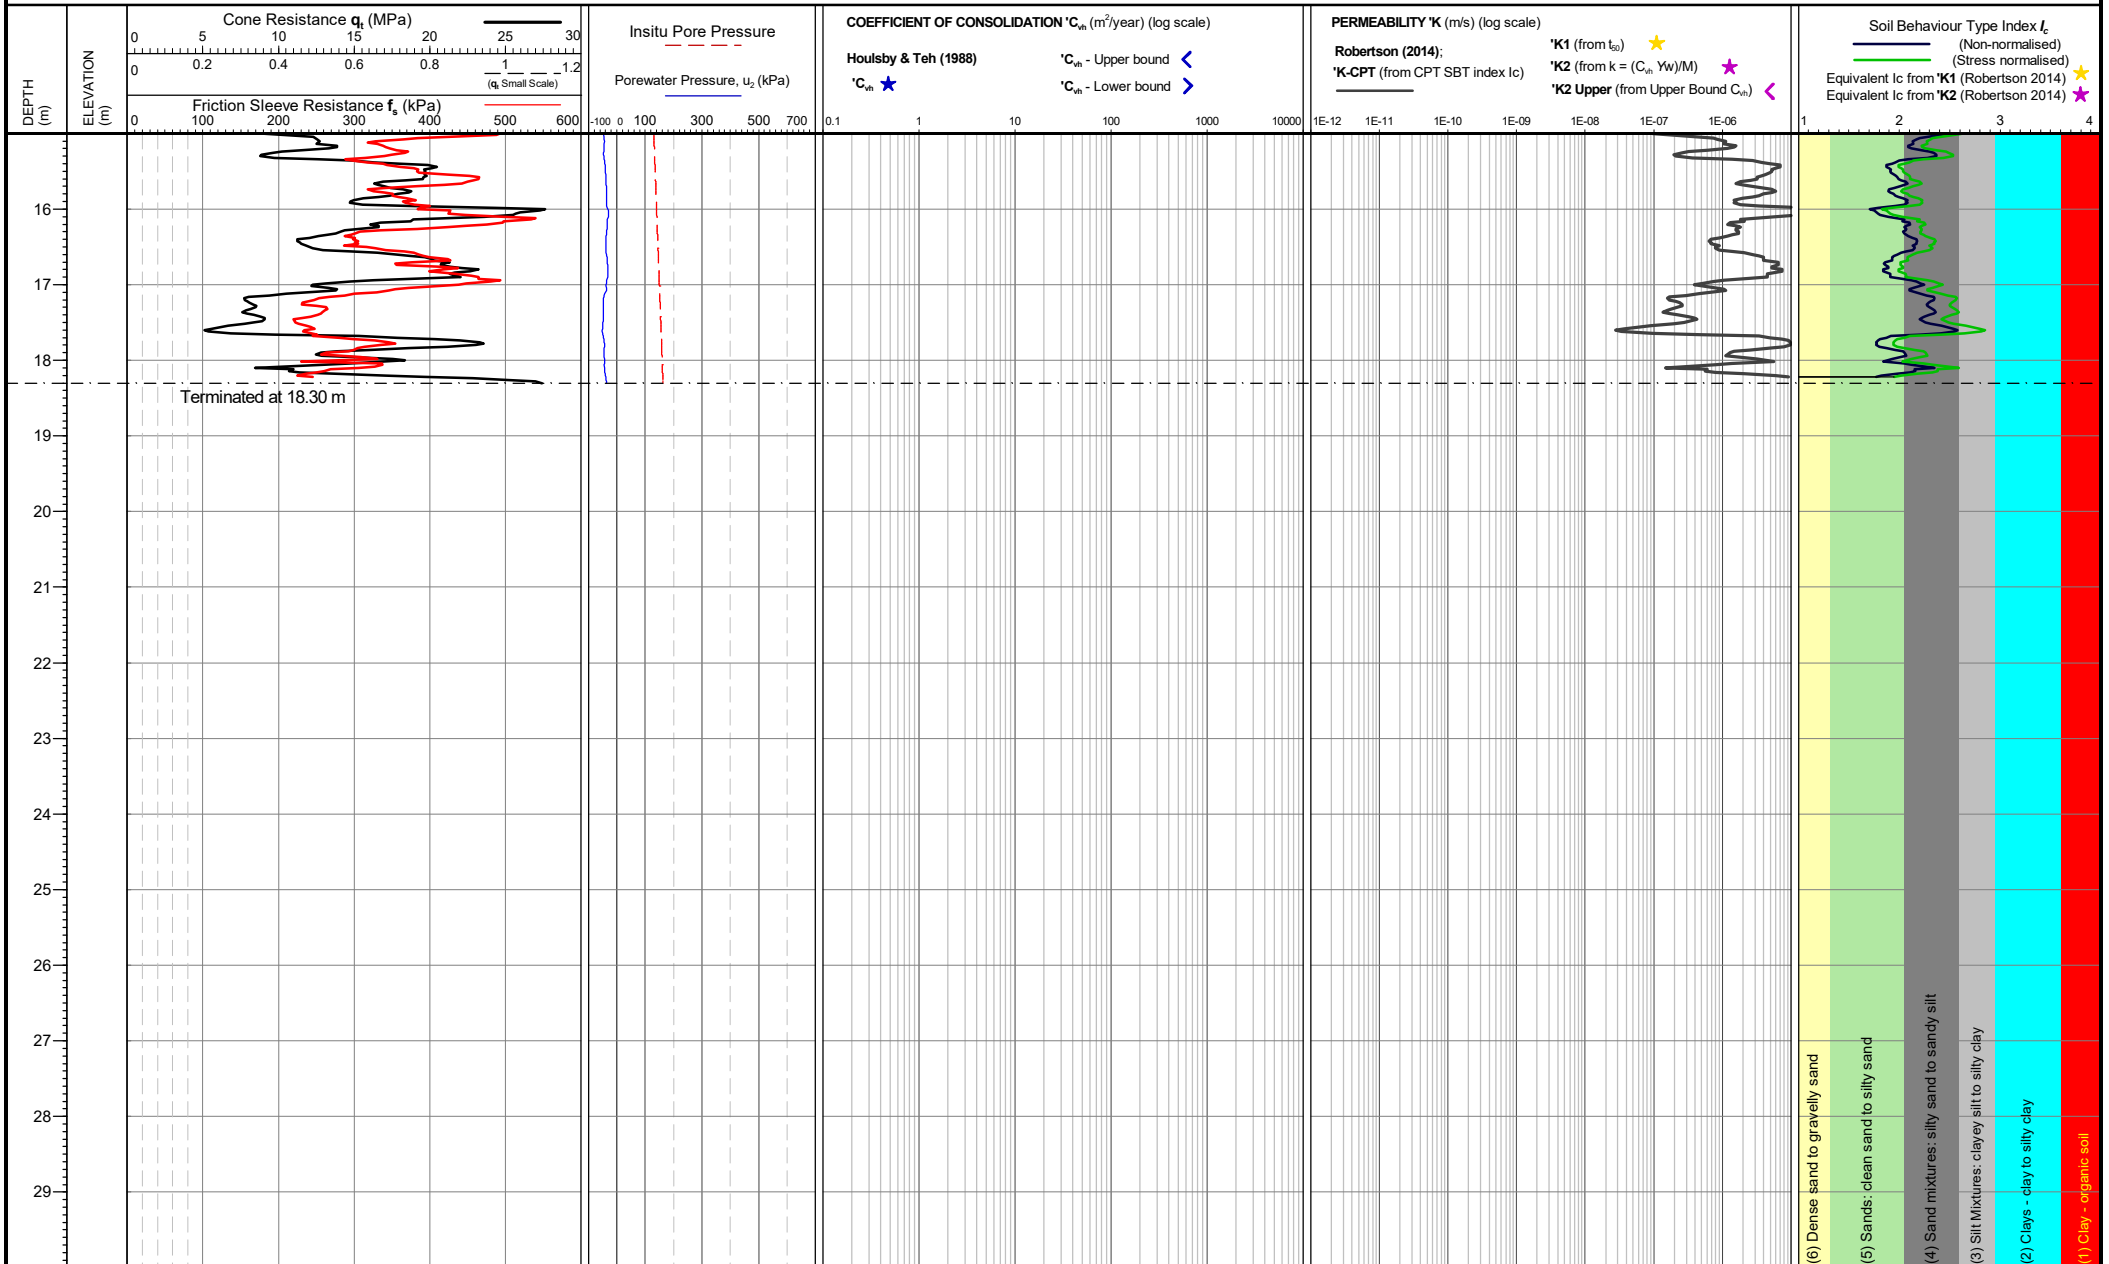 DEPTH (m)
ELEVATION (m)
Cone Resistance qt (MPa)
0 5 10 15 20 25 30
0 0.2 0.4 0.6 0.8 1 1.2
(qt Small Scale)
Friction Sleeve Resistance fs (kPa)
0 100 200 300 400 500 600
Insitu Pore Pressure
Porewater Pressure, u2 (kPa)
-100 0 100 300 500 700
COEFFICIENT OF CONSOLIDATION 'Cvh (m2/year) (log scale)
Houlsby & Teh (1988)
'Cvh - Upper bound
'Cvh
'Cvh - Lower bound
0.1 1 10 100 1000 10000
PERMEABILITY 'K (m/s) (log scale)
Robertson (2014);
'K-CPT (from CPT SBT index Ic)
'K1 (from t50)
'K2 (from k = (Cvh Yw)/M)
'K2 Upper (from Upper Bound Cvh)
1E-12 1E-11 1E-10 1E-09 1E-08 1E-07 1E-06
Soil Behaviour Type Index Ic
(Non-normalised)
(Stress normalised)
Equivalent Ic from 'K1 (Robertson 2014)
Equivalent Ic from 'K2 (Robertson 2014)
1 2 3 4
16
17
18
Terminated at 18.30 m
19
20
21
22
23
24
25
26
27
28
29
(6) Dense sand to gravelly sand
(5) Sands: clean sand to silty sand
(4) Sand mixtures: silty sand to sandy silt
(3) Silt Mixtures: clayey silt to silty clay
(2) Clays - clay to silty clay
(1) Clay - organic soil